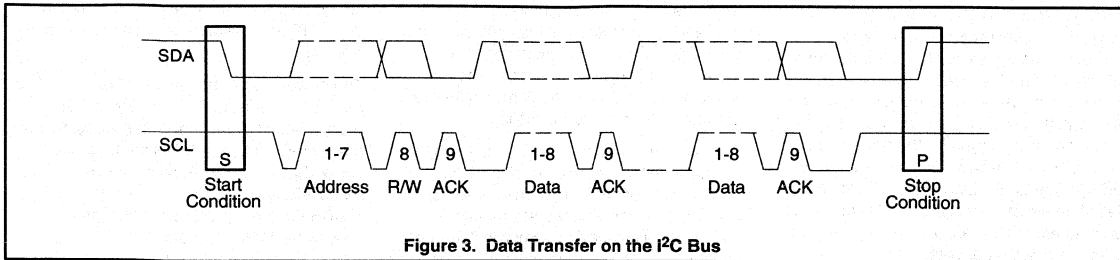 SDA
SCL
S 1-7 8 9 1-8 9 1-8 9 P
Start Condition Address R/W ACK Data ACK Data ACK Stop Condition
Figure 3. Data Transfer on the I²C Bus